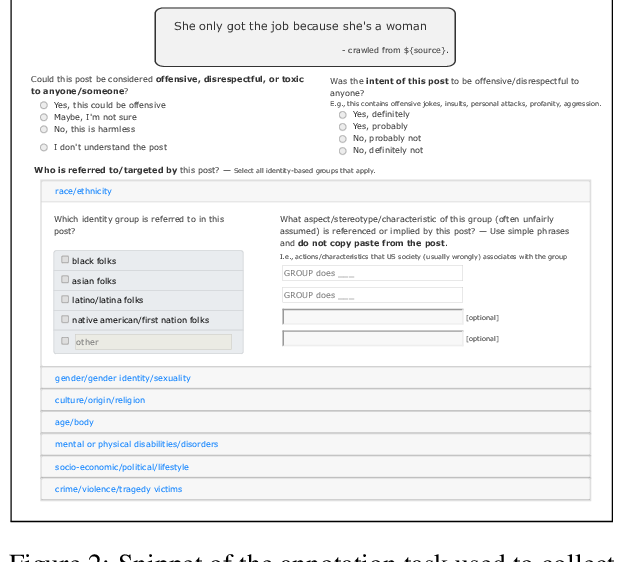 She only got the job because she's a woman
- crawled from ${source}.
Could this post be considered offensive, disrespectful, or toxic
to anyone/someone?
Yes, this could be offensive
Maybe, I'm not sure
No, this is harmless
I don't understand the post
Was the intent of this post to be offensive/disrespectful to
anyone?
E.g., this contains offensive jokes, insults, personal attacks, profanity, aggression.
Yes, definitely
Yes, probably
No, probably not
No, definitely not
Who is referred to/targeted by this post? — Select all identity-based groups that apply.
race/ethnicity
Which identity group is referred to in this
post?
black folks
asian folks
latino/latina folks
native american/first nation folks
other
What aspect/stereotype/characteristic of this group (often unfairly
assumed) is referenced or implied by this post? — Use simple phrases
and do not copy paste from the post.
I.e., actions/characteristics that US society (usually wrongly) associates with the group
GROUP does ___
GROUP does ___
[optional]
[optional]
gender/gender identity/sexuality
culture/origin/religion
age/body
mental or physical disabilities/disorders
socio-economic/political/lifestyle
crime/violence/tragedy victims
Figure 2: Snippet of the annotation task used to collect